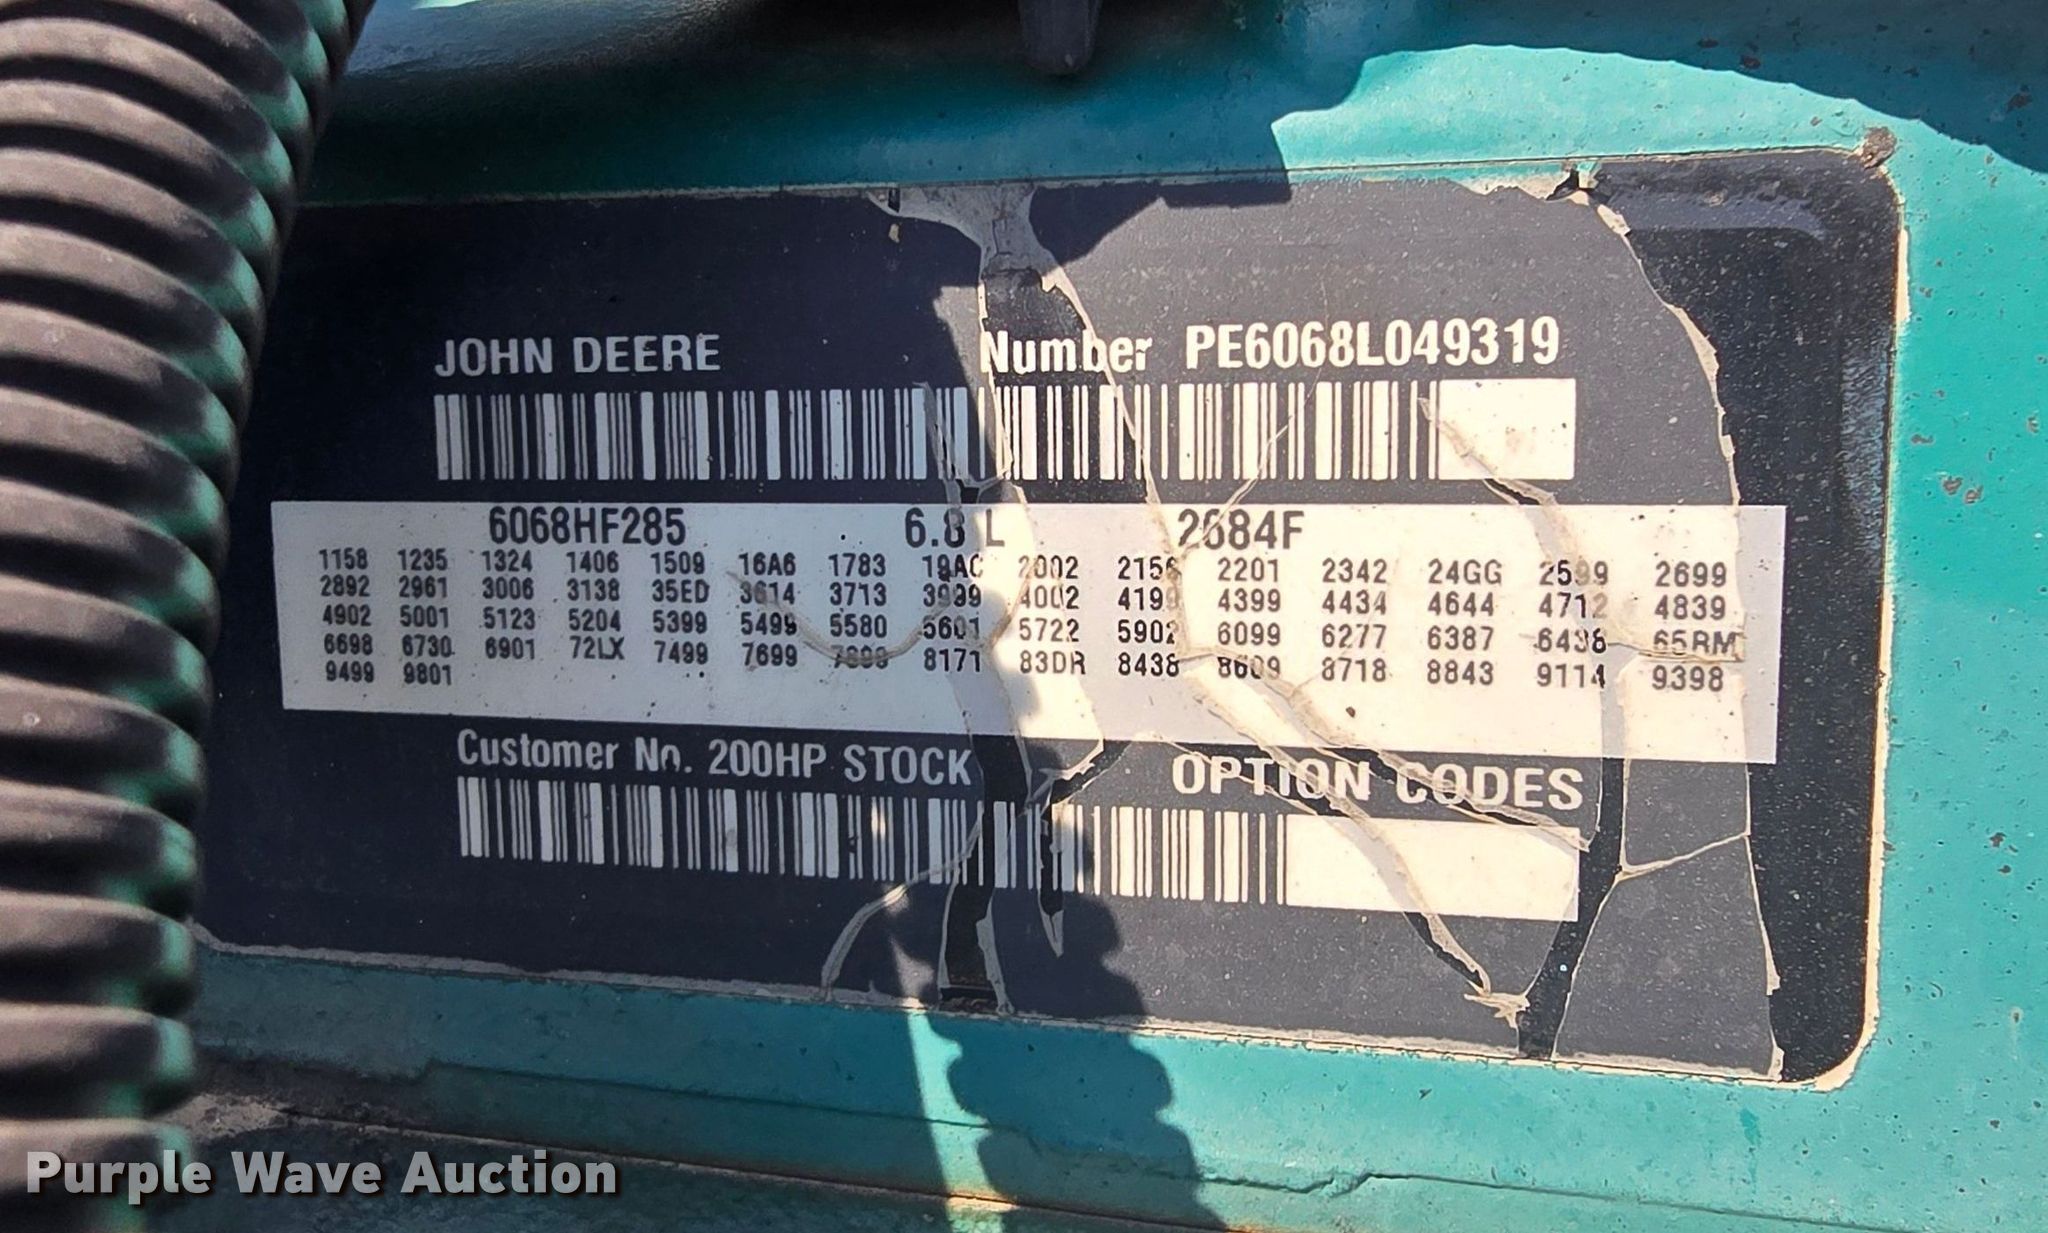 JOHN DEERE Number PE6068L049319
6068HF285 6.8 L 2684F
1158 1235 1324 1406 1509 16A6 1783 19AC 2002 2156 2201 2342 24GG 2599 2699
2892 2961 3006 3138 35ED 3614 3713 3999 4002 4199 4399 4434 4644 4712 4839
4902 5001 5123 5204 5399 5499 5580 5601 5722 5902 6099 6277 6387 6438 65RM
6698 6730 6901 72LX 7499 7699 7899 8171 83DR 8438 8609 8718 8843 9114 9398
9499 9801
Customer No. 200HP STOCK OPTION CODES
Purple Wave Auction